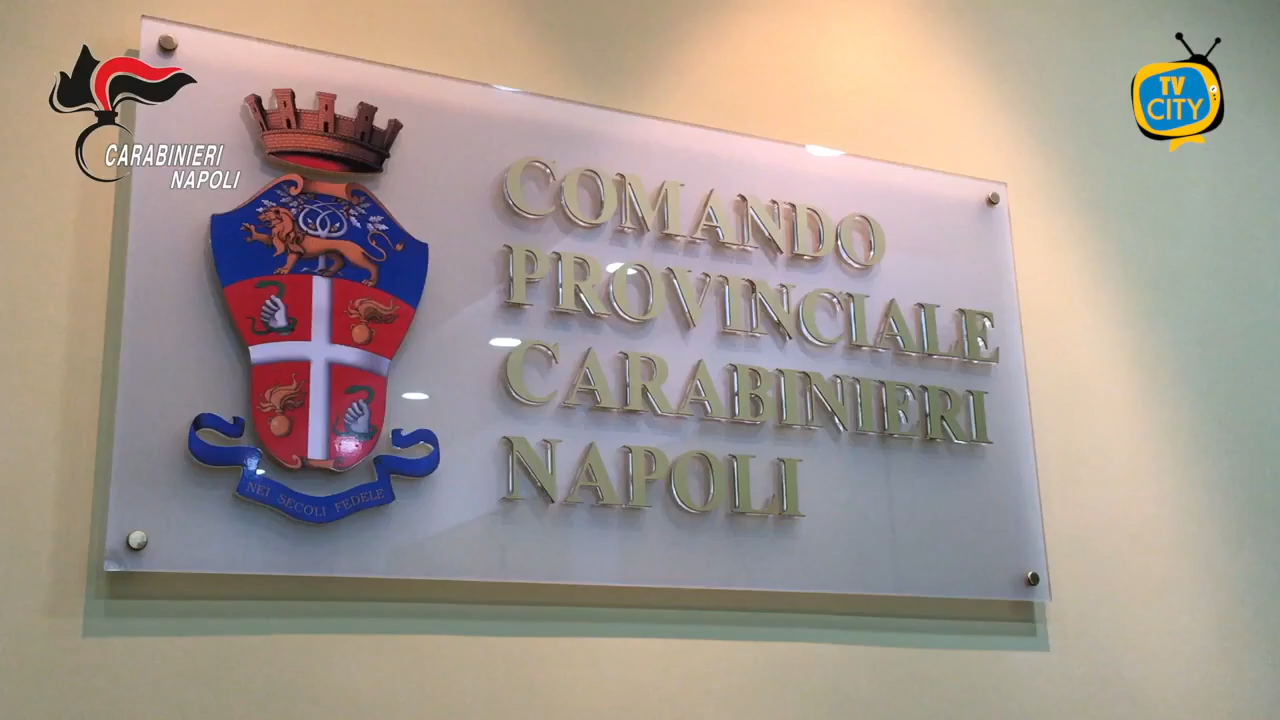 CARABINIERI
NAPOLI
TV
CITY
COMANDO
PROVINCIALE
CARABINIERI
NAPOLI
NEI SECOLI FEDELE